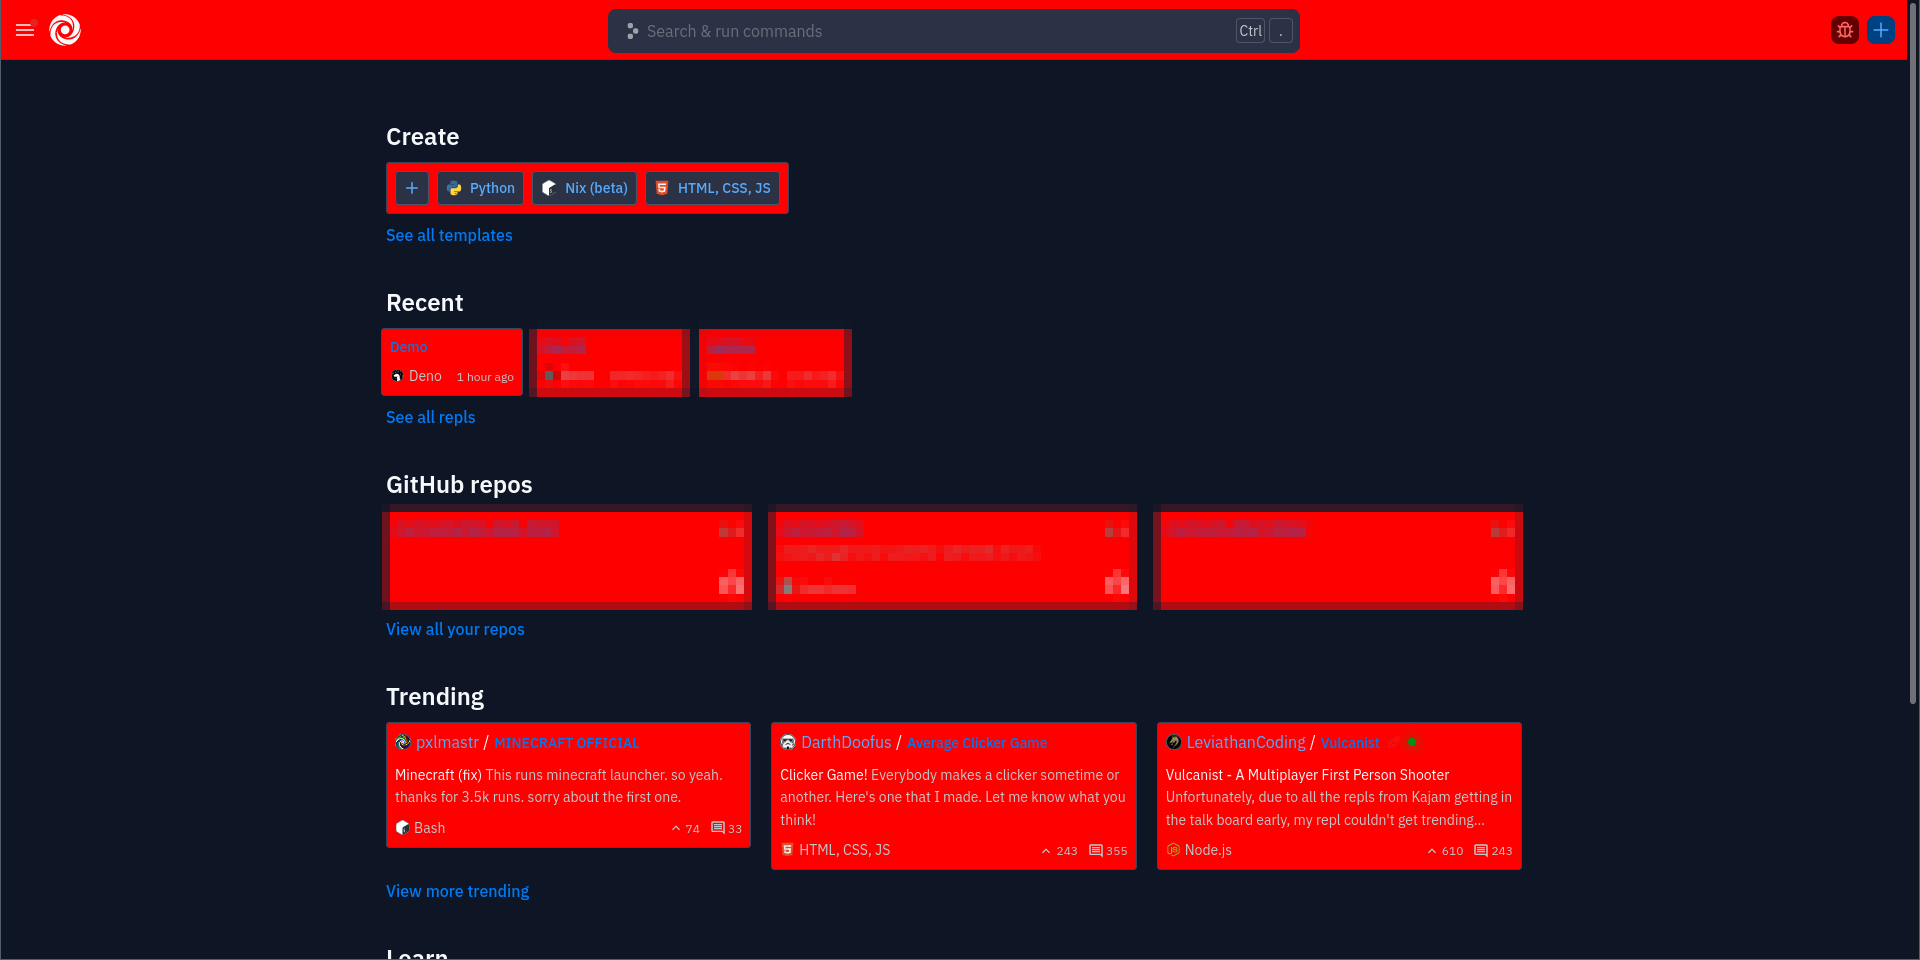 Search & run commands
Ctrl .
Create
Python
Nix (beta)
HTML, CSS, JS
See all templates
Recent
Demo
Deno 1 hour ago
See all repls
GitHub repos
View all your repos
Trending
pxlmastr / MINECRAFT OFFICIAL
Minecraft (fix) This runs minecraft launcher. so yeah.
thanks for 3.5k runs. sorry about the first one.
Bash 74 33
DarthDoofus / Average Clicker Game
Clicker Game! Everybody makes a clicker sometime or
another. Here's one that I made. Let me know what you
think!
HTML, CSS, JS 243 355
LeviathanCoding / Vulcanist
Vulcanist - A Multiplayer First Person Shooter
Unfortunately, due to all the repls from Kajam getting in
the talk board early, my repl couldn't get trending...
Node.js 610 243
View more trending
Learn